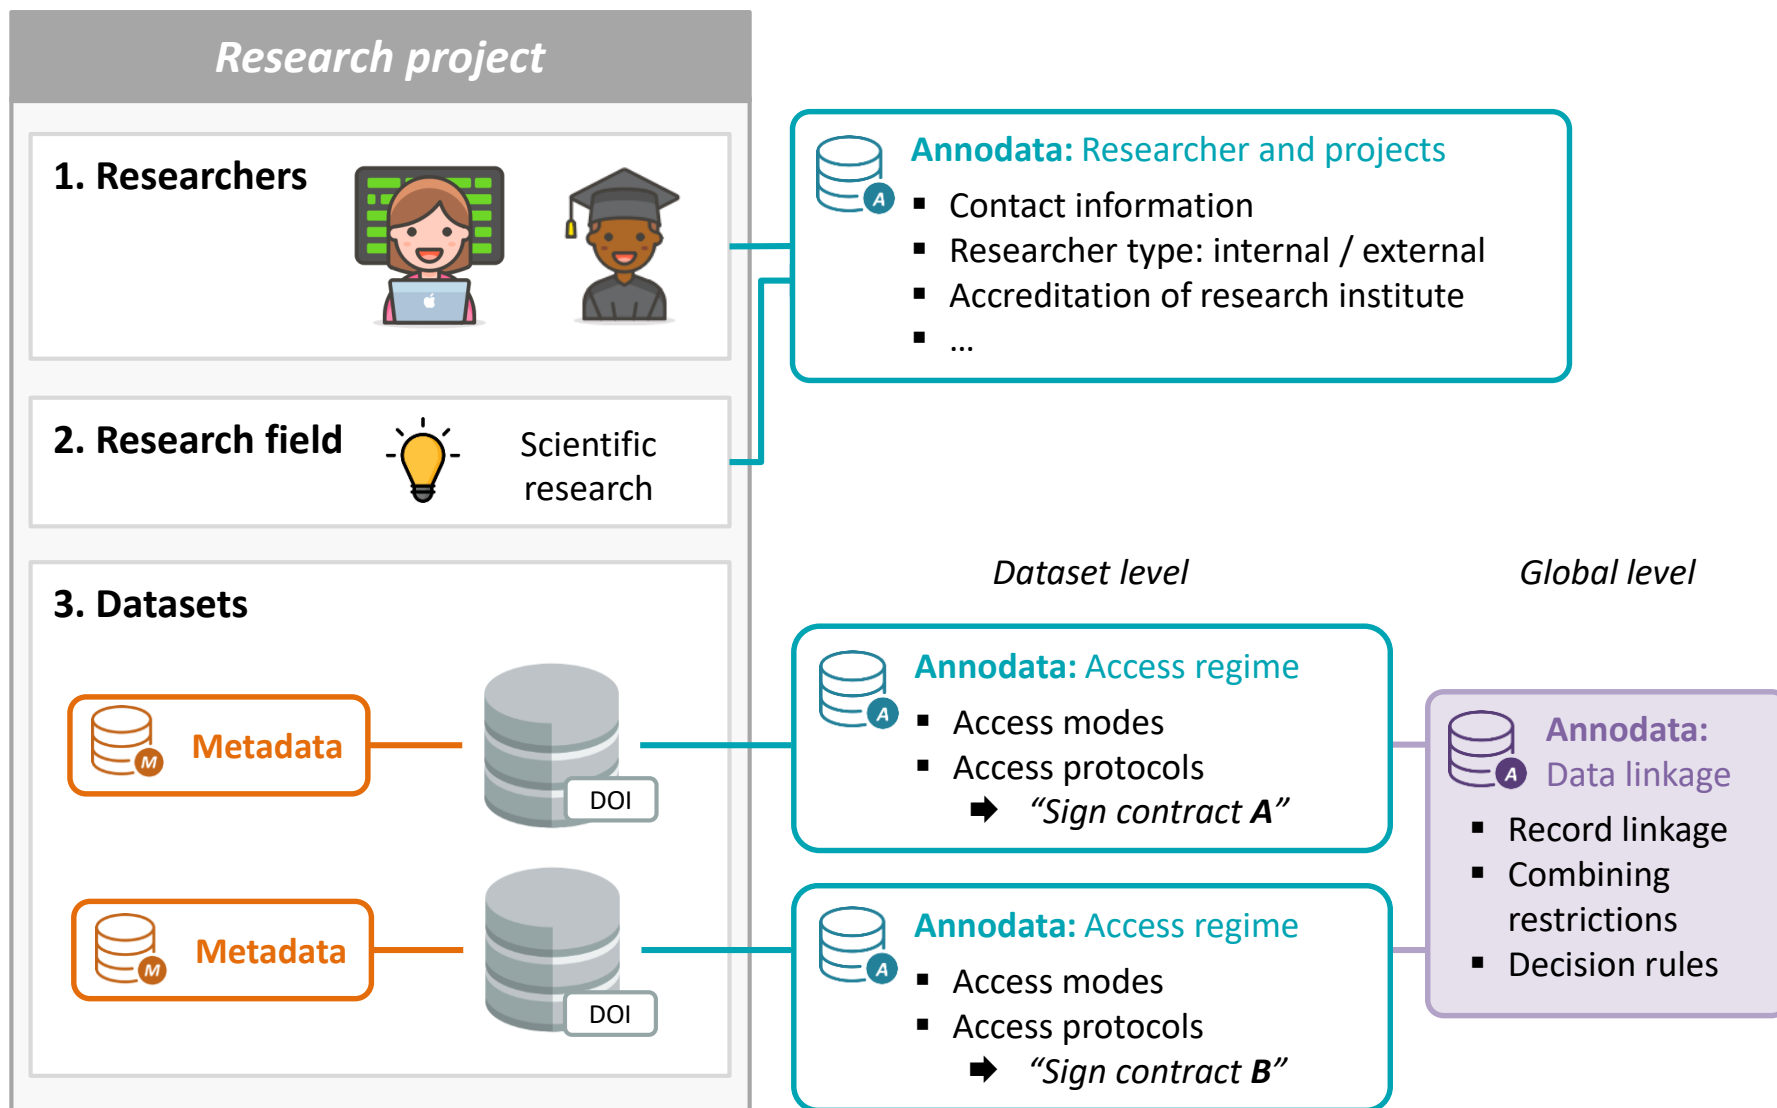 Research project
1. Researchers
2. Research field
Scientific
research
3. Datasets
M
Metadata
DOI
M
Metadata
DOI
A
Annodata: Researcher and projects
▪ Contact information
▪ Researcher type: internal / external
▪ Accreditation of research institute
▪ ...
Dataset level
Global level
A
Annodata: Access regime
▪ Access modes
▪ Access protocols
🡆 “Sign contract A”
A
Annodata: Access regime
▪ Access modes
▪ Access protocols
🡆 “Sign contract B”
A
Annodata:
Data linkage
▪ Record linkage
▪ Combining
restrictions
▪ Decision rules